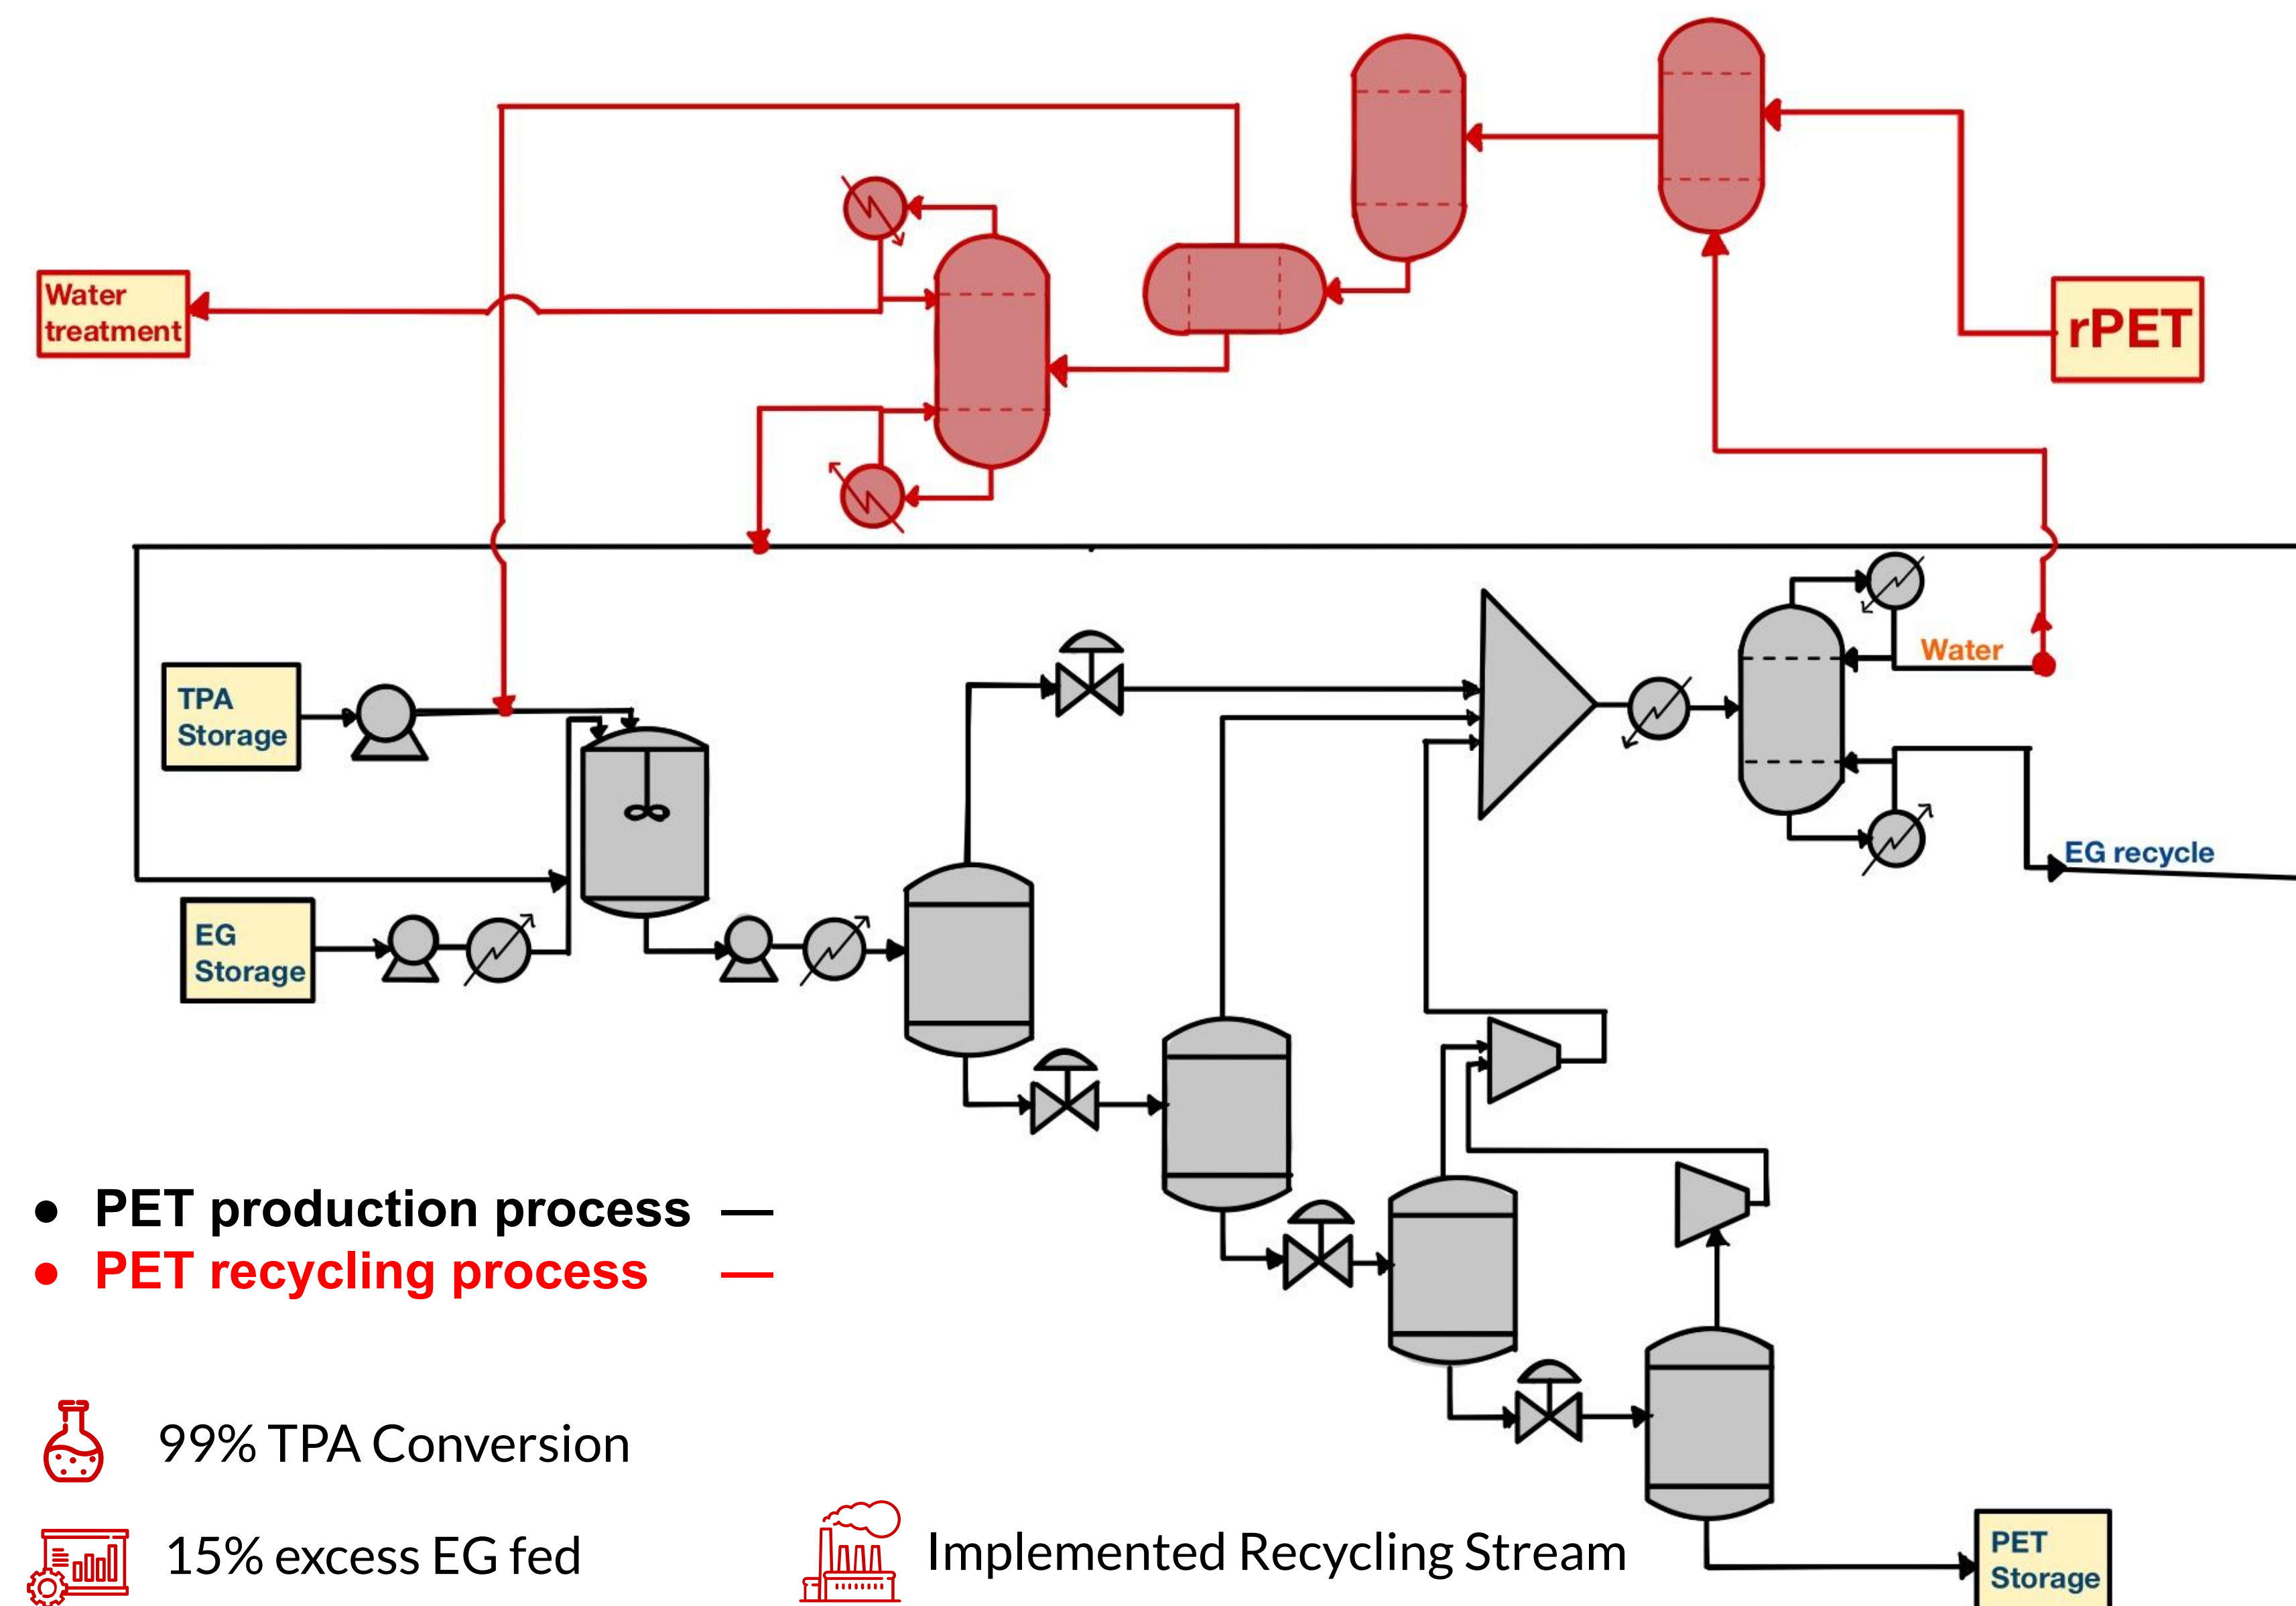 Water
treatment
rPET
Water
TPA
Storage
EG recycle
EG
Storage
● PET production process —
● PET recycling process —
99% TPA Conversion
15% excess EG fed
Implemented Recycling Stream
PET
Storage